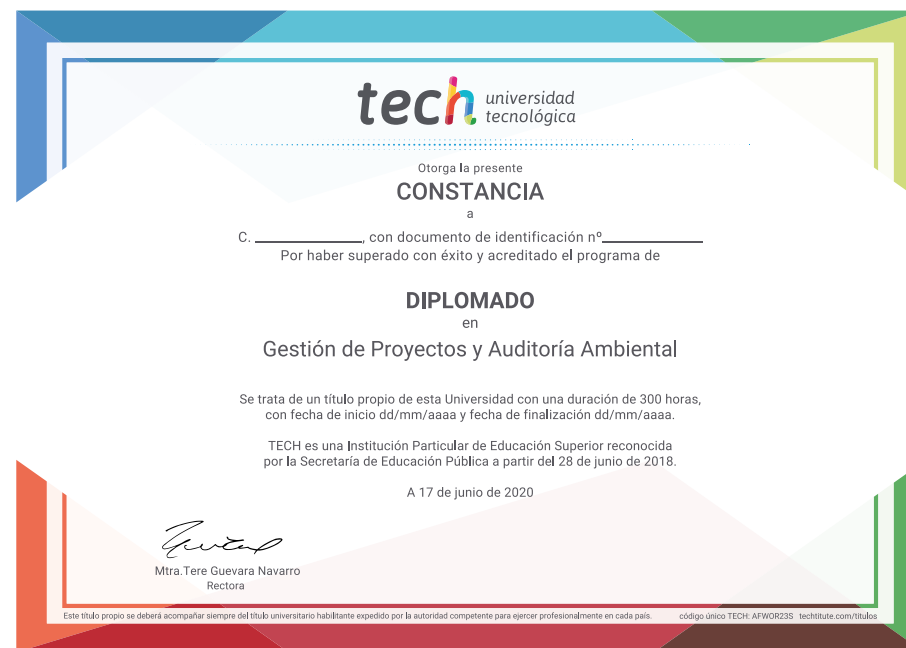 tech universidad
tecnológica
Otorga la presente
CONSTANCIA
a
C. ____________, con documento de identificación nº____________
Por haber superado con éxito y acreditado el programa de
DIPLOMADO
en
Gestión de Proyectos y Auditoría Ambiental
Se trata de un título propio de esta Universidad con una duración de 300 horas,
con fecha de inicio dd/mm/aaaa y fecha de finalización dd/mm/aaaa.
TECH es una Institución Particular de Educación Superior reconocida
por la Secretaría de Educación Pública a partir del 28 de junio de 2018.
A 17 de junio de 2020
Mtra.Tere Guevara Navarro
Rectora
Este título propio se deberá acompañar siempre del título universitario habilitante expedido por la autoridad competente para ejercer profesionalmente en cada país. código único TECH: AFWOR23S techtitute.com/titulos